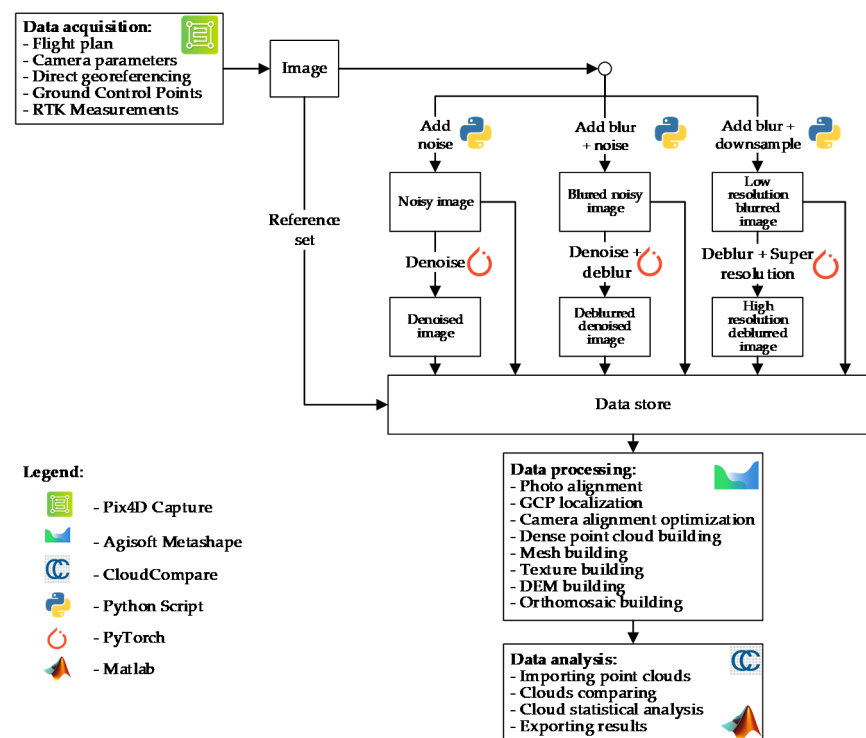 Data acquisition:
- Flight plan
- Camera parameters
- Direct georeferencing
- Ground Control Points
- RTK Measurements
Image
Add
noise
Add blur
+ noise
Add blur +
downsample
Noisy image
Blured noisy
image
Low
resolution
blurred
image
Reference
set
Denoise
Denoise +
deblur
Deblur + Super
resolution
Denoised
image
Deblurred
denoised
image
High
resolution
deblurred
image
Data store
Data processing:
- Photo alignment
- GCP localization
- Camera alignment optimization
- Dense point cloud building
- Mesh building
- Texture building
- DEM building
- Orthomosaic building
Legend:
- Pix4D Capture
- Agisoft Metashape
CC
- CloudCompare
- Python Script
- PyTorch
- Matlab
Data analysis:
- Importing point clouds
- Clouds comparing
- Cloud statistical analysis
- Exporting results
CC